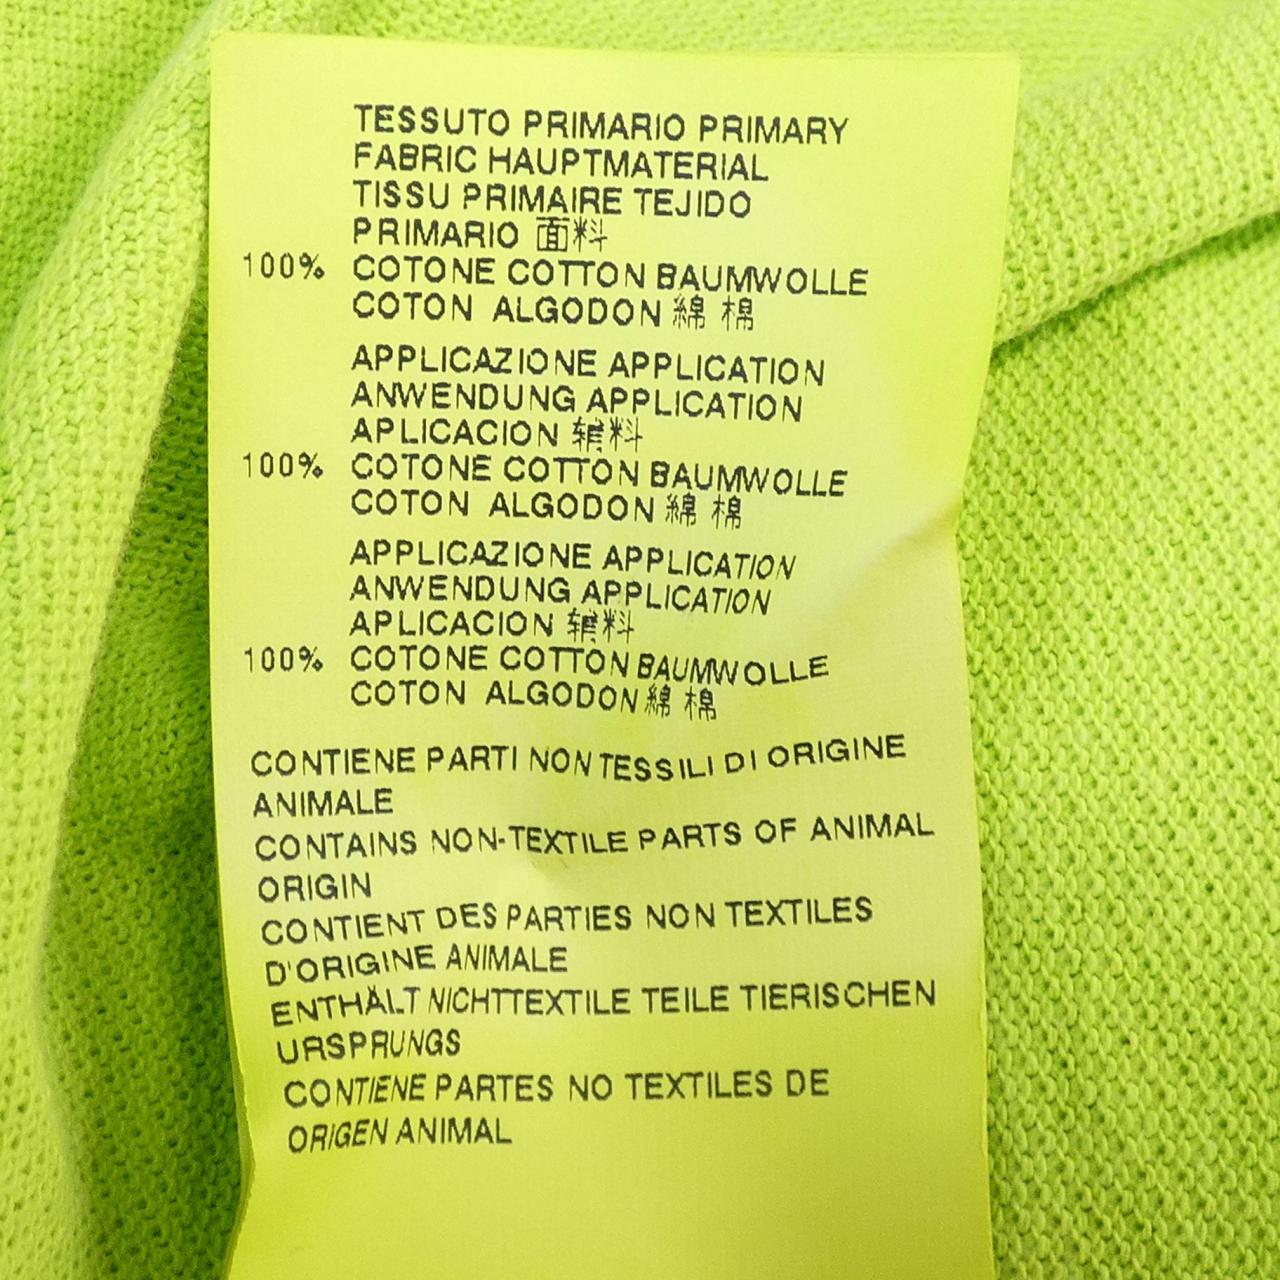 TESSUTO PRIMARIO PRIMARY
FABRIC HAUPTMATERIAL
TISSU PRIMAIRE TEJIDO
PRIMARIO 面料
100% COTONE COTTON BAUMWOLLE
COTON ALGODON 綿 棉
APPLICAZIONE APPLICATION
ANWENDUNG APPLICATION
APLICACION 辅料
100% COTONE COTTON BAUMWOLLE
COTON ALGODON 綿 棉
APPLICAZIONE APPLICATION
ANWENDUNG APPLICATION
APLICACION 辅料
100% COTONE COTTON BAUMWOLLE
COTON ALGODON 綿 棉
CONTIENE PARTI NON TESSILI DI ORIGINE
ANIMALE
CONTAINS NON-TEXTILE PARTS OF ANIMAL
ORIGIN
CONTIENT DES PARTIES NON TEXTILES
D'ORIGINE ANIMALE
ENTHÄLT NICHTTEXTILE TEILE TIERISCHEN
URSPRUNGS
CONTIENE PARTES NO TEXTILES DE
ORIGEN ANIMAL